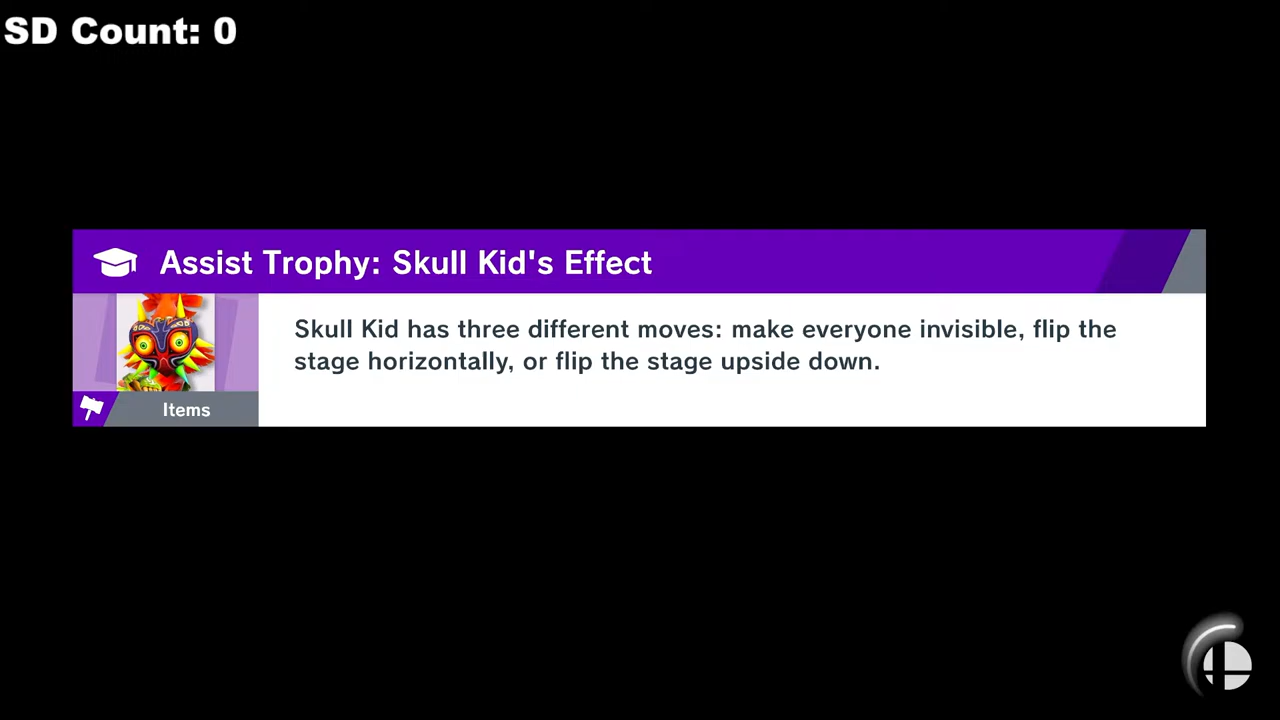 SD Count: 0
Assist Trophy: Skull Kid's Effect
Skull Kid has three different moves: make everyone invisible, flip the
stage horizontally, or flip the stage upside down.
Items